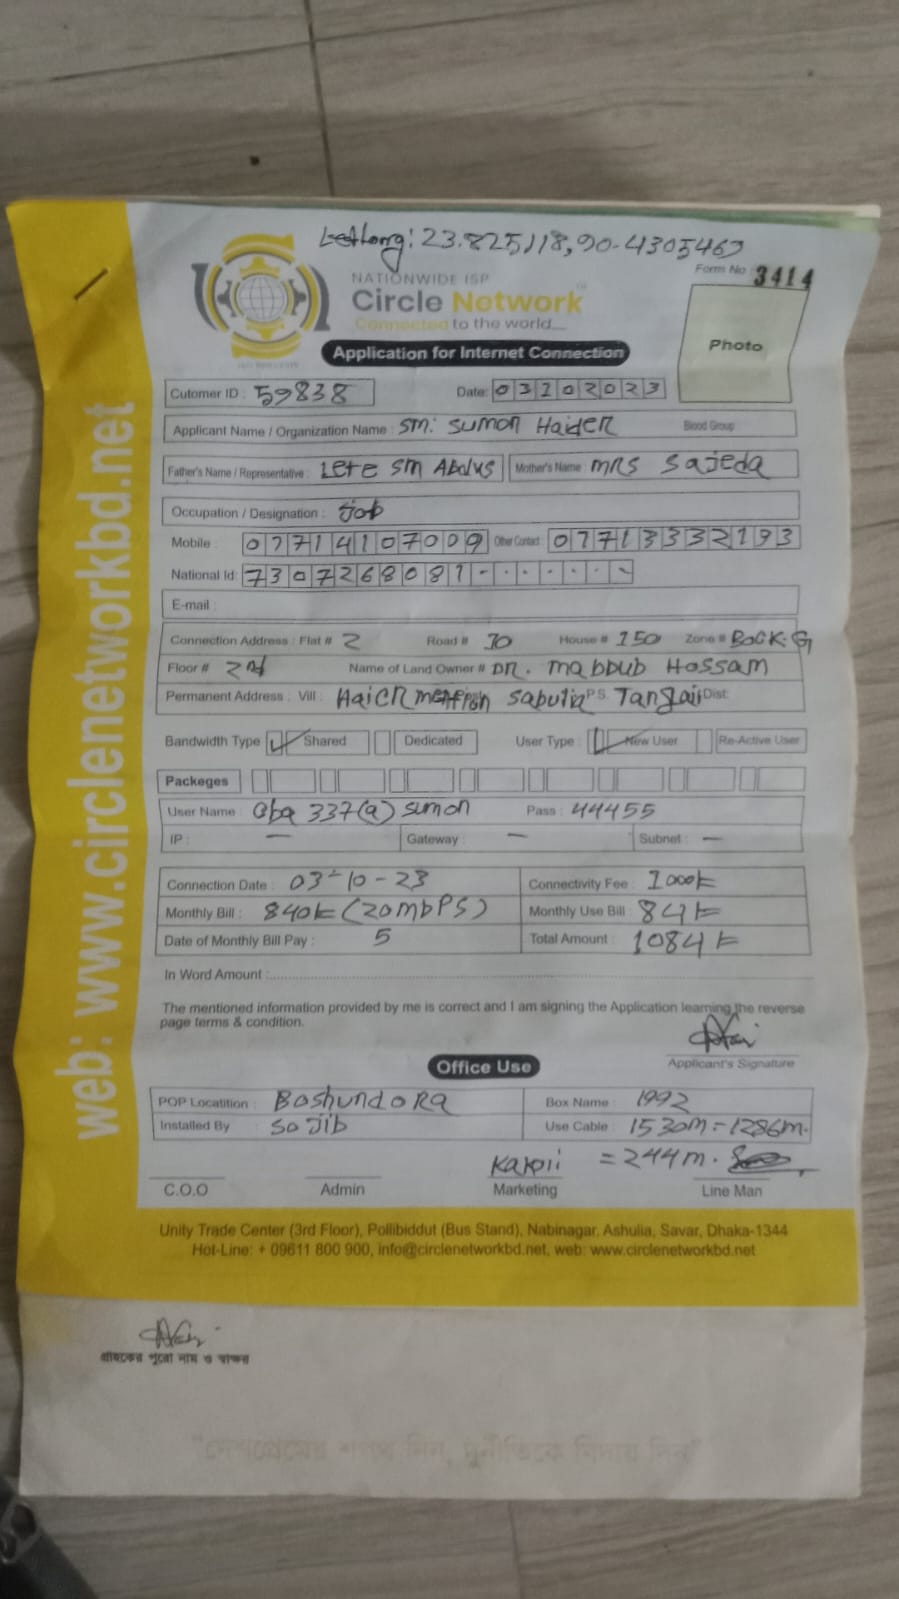 Letlong: 23.825118,90.4305469
NATIONWIDE ISP
Circle Network
Connected to the world...
Form No 3414
Photo
Application for Internet Connection
Cutomer ID : 59838 Date: 03102023
Applicant Name / Organization Name : Sm: Sumon Haider Blood Group
Father's Name / Representative : Lete Sm Abdus Mother's Name : mrs Sajeda
Occupation / Designation : Job
Mobile : 01714107009 Other Contact : 01713332193
National Id: 7307268081
E-mail :
Connection Address : Flat # 2 Road # 10 House # 150 Zone # BOCK-G
Floor # 2nd Name of Land Owner # DR. mabbub Hossam
Permanent Address : Vill : Haider mention Sabulia P.S. Tangail Dist:
Bandwidth Type Shared Dedicated User Type : New User Re-Active User
Packeges
User Name : 337(a) sumon Pass : 44455
IP : — Gateway : — Subnet : —
Connection Date : 03-10-23 Connectivity Fee : 1000৳
Monthly Bill : 840৳ (20mbPS) Monthly Use Bill : 84৳
Date of Monthly Bill Pay : 5 Total Amount : 1084৳
In Word Amount :
The mentioned information provided by me is correct and I am signing the Application learning the reverse
page terms & condition.
Applicant's Signature
Office Use
POP Locatition : Boshundora Box Name : 1992
Installed By Sojib Use Cable : 1530m-1286m.
= 244m.
C.O.O Admin Marketing Line Man
Unity Trade Center (3rd Floor), Pollibiddut (Bus Stand), Nabinagar, Ashulia, Savar, Dhaka-1344
Hot-Line: + 09611 800 900, info@circlenetworkbd.net, web: www.circlenetworkbd.net
web: www.circlenetworkbd.net
গ্রাহকের পুরো নাম ও স্বাক্ষর
"দেশপ্রেমের শপথ নিন, দুর্নীতিকে বিদায় দিন"